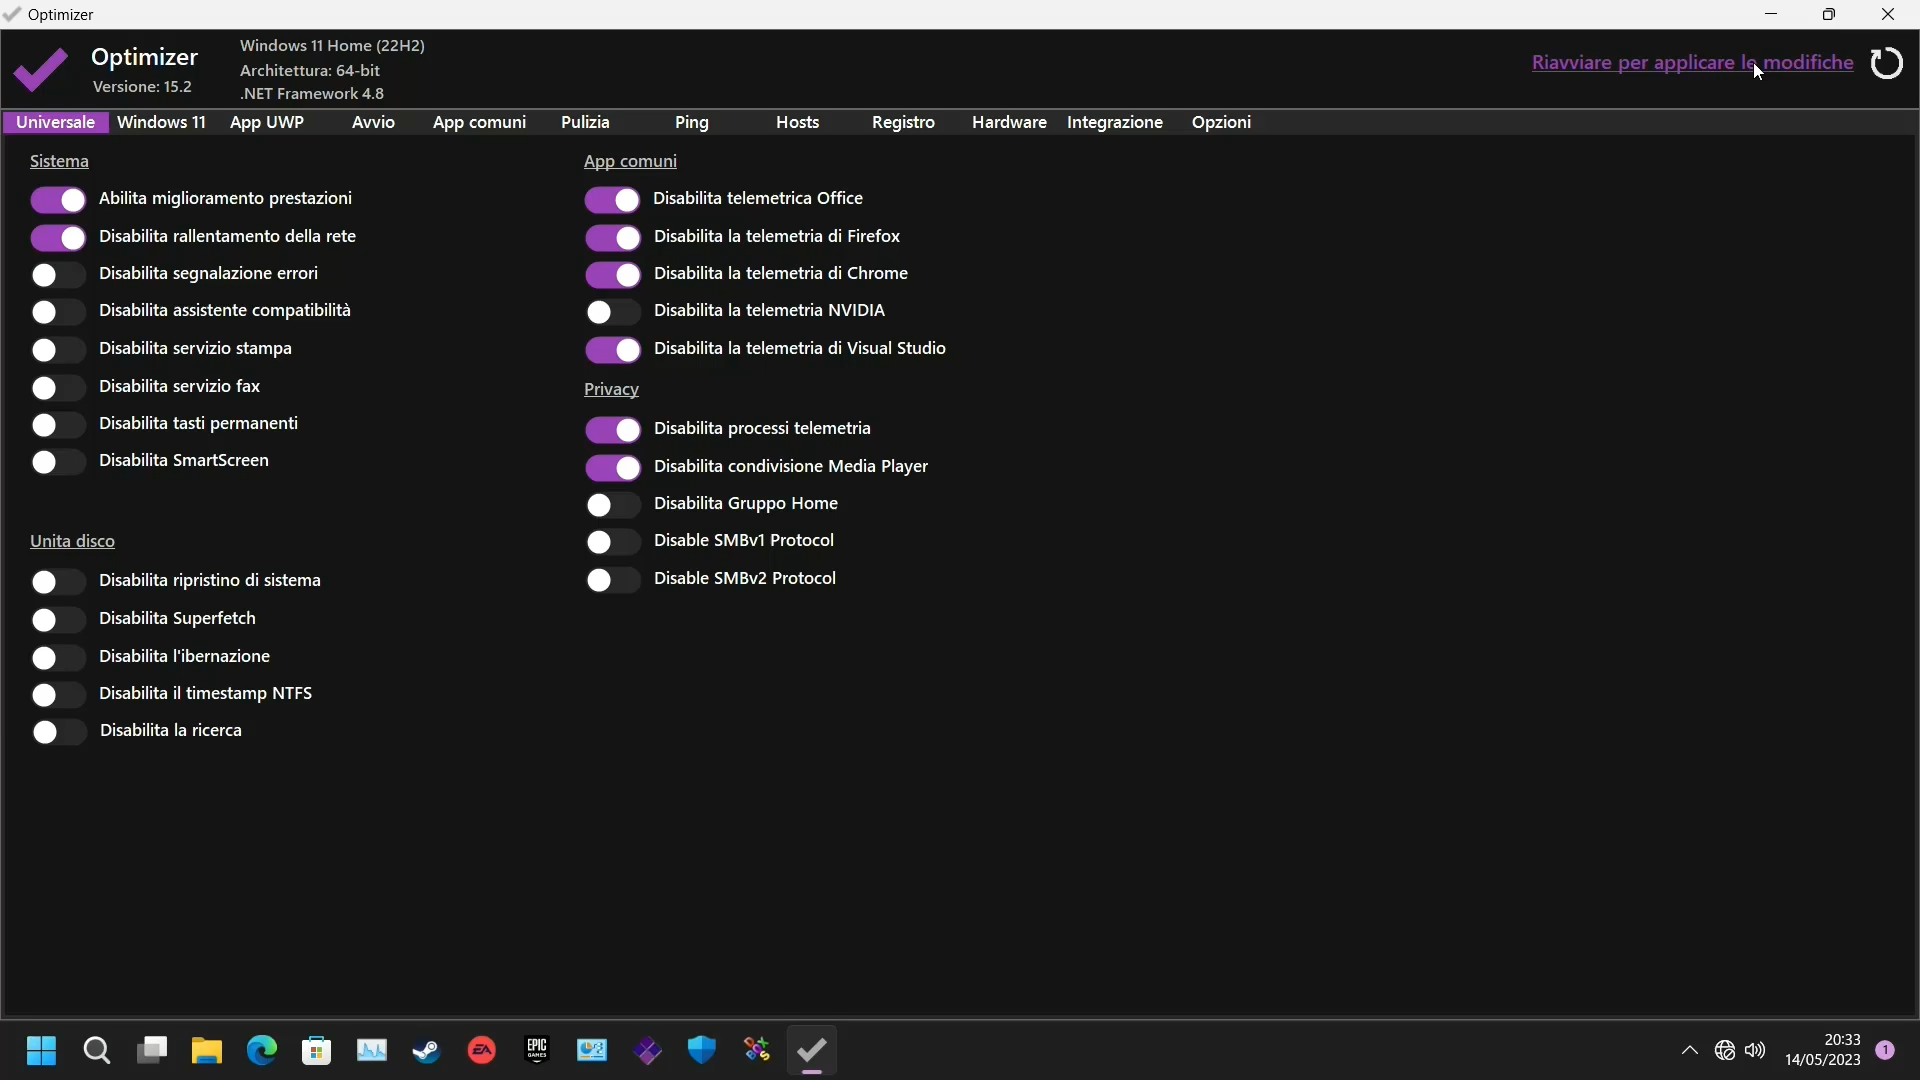 Optimizer
Optimizer
Versione: 15.2
Windows 11 Home (22H2)
Architettura: 64-bit
.NET Framework 4.8
Riavviare per applicare le modifiche
Universale Windows 11 App UWP Avvio App comuni Pulizia Ping Hosts Registro Hardware Integrazione Opzioni
Sistema
Abilita miglioramento prestazioni
Disabilita rallentamento della rete
Disabilita segnalazione errori
Disabilita assistente compatibilità
Disabilita servizio stampa
Disabilita servizio fax
Disabilita tasti permanenti
Disabilita SmartScreen
Unita disco
Disabilita ripristino di sistema
Disabilita Superfetch
Disabilita l'ibernazione
Disabilita il timestamp NTFS
Disabilita la ricerca
App comuni
Disabilita telemetrica Office
Disabilita la telemetria di Firefox
Disabilita la telemetria di Chrome
Disabilita la telemetria NVIDIA
Disabilita la telemetria di Visual Studio
Privacy
Disabilita processi telemetria
Disabilita condivisione Media Player
Disabilita Gruppo Home
Disable SMBv1 Protocol
Disable SMBv2 Protocol
EA
EPIC
GAMES
20:33
14/05/2023
1